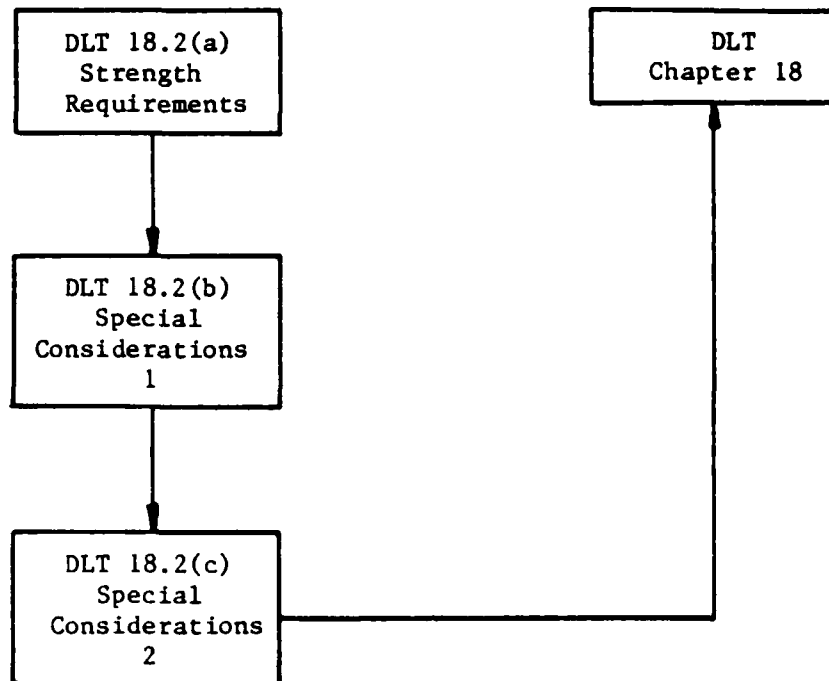 DLT 18.2(a)
Strength
Requirements
DLT
Chapter 18
DLT 18.2(b)
Special
Considerations
1
DLT 18.2(c)
Special
Considerations
2